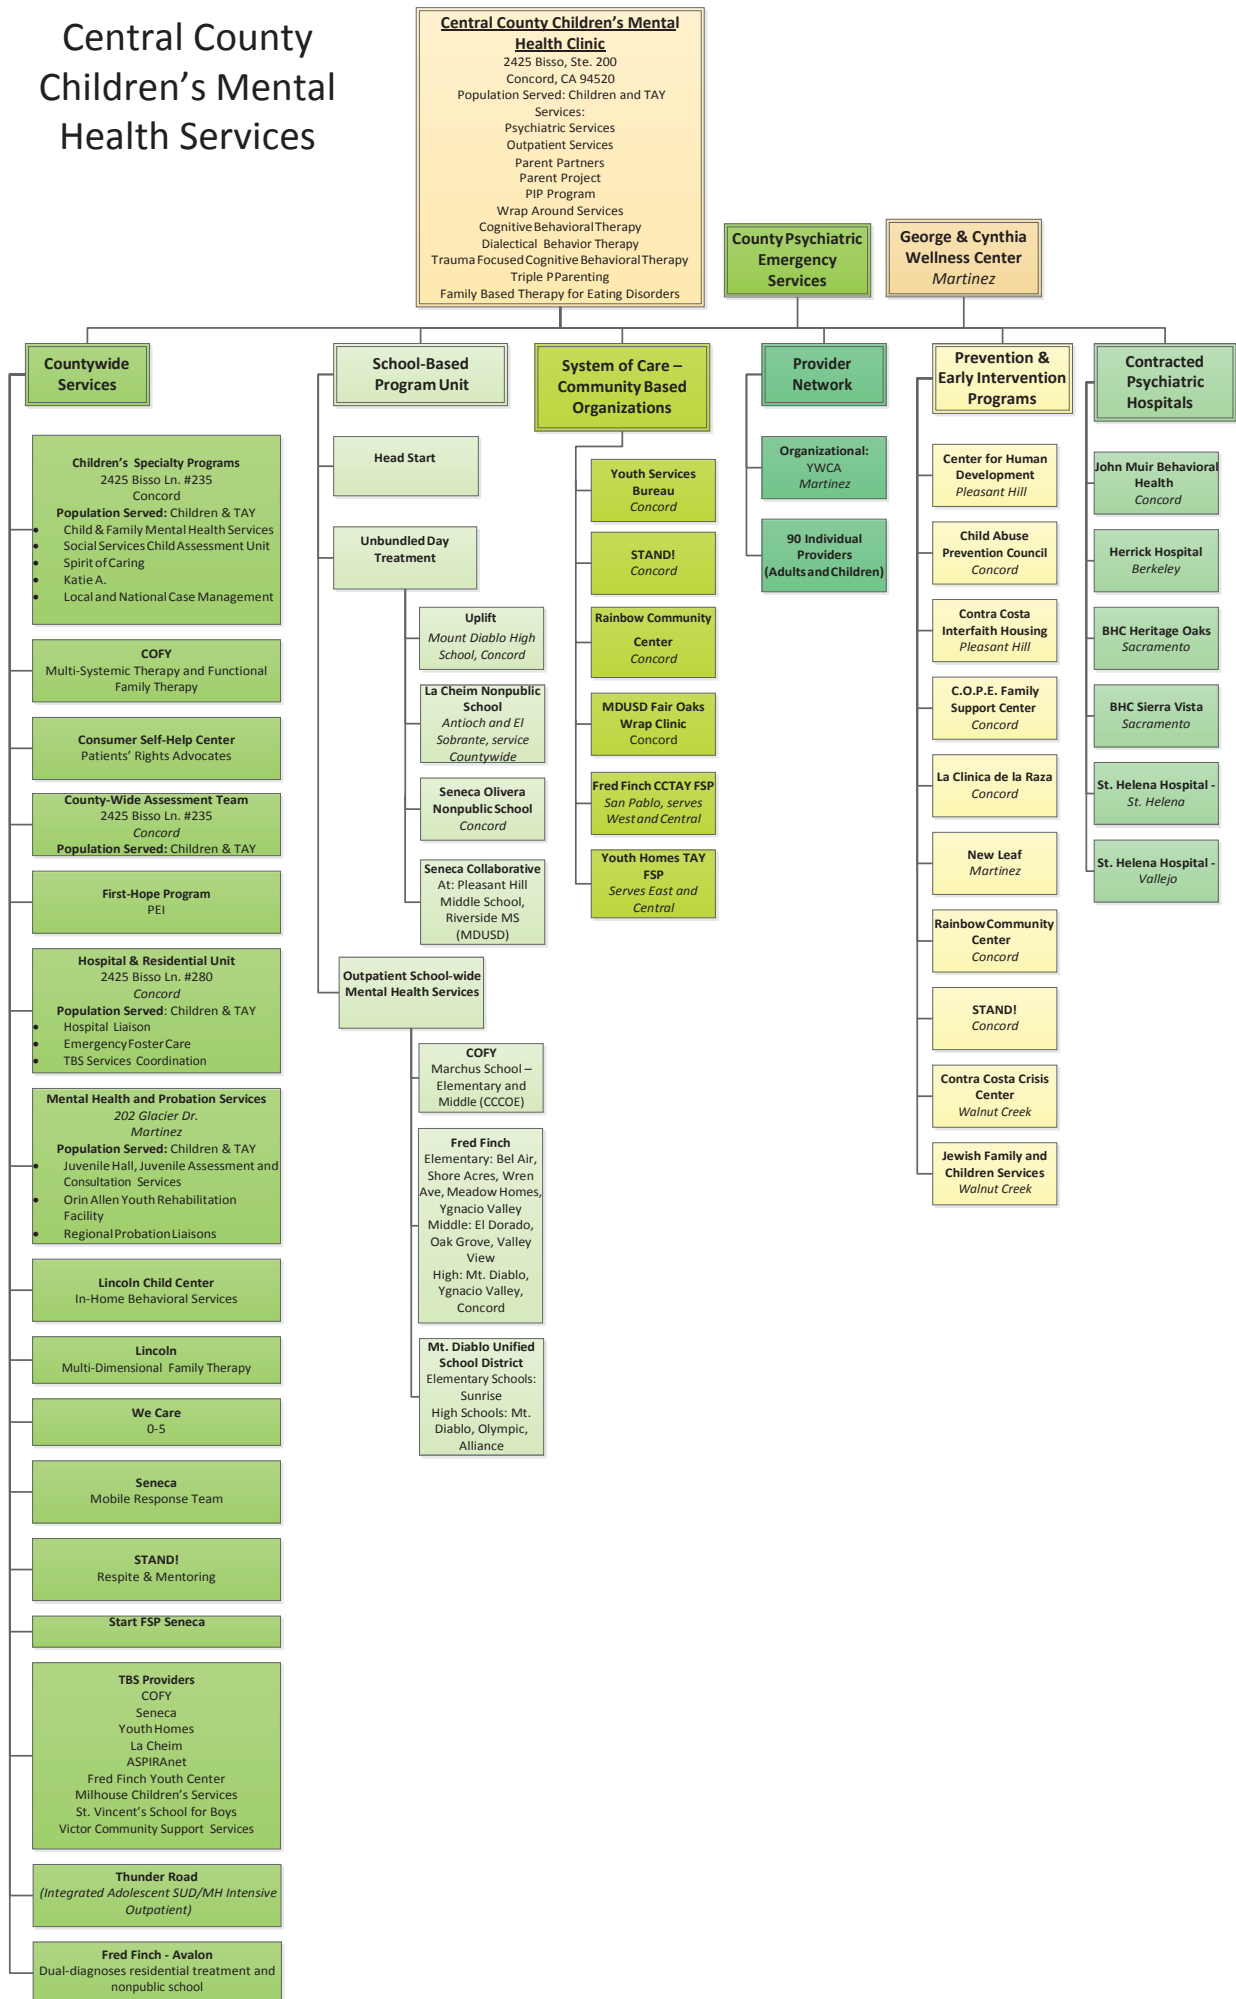 Central County
Children's Mental
Health Services
Central County Children's Mental
Health Clinic
2425 Bisso, Ste. 200
Concord, CA 94520
Population Served: Children and TAY
Services:
Psychiatric Services
Outpatient Services
Parent Partners
Parent Project
PIP Program
Wrap Around Services
Cognitive Behavioral Therapy
Dialectical Behavior Therapy
Trauma Focused Cognitive Behavioral Therapy
Triple P Parenting
Family Based Therapy for Eating Disorders
County Psychiatric
Emergency
Services
George & Cynthia
Wellness Center
Martinez
Countywide
Services
Children's Specialty Programs
2425 Bisso Ln. #235
Concord
Population Served: Children & TAY
• Child & Family Mental Health Services
• Social Services Child Assessment Unit
• Spirit of Caring
• Katie A.
• Local and National Case Management
COFY
Multi-Systemic Therapy and Functional
Family Therapy
Consumer Self-Help Center
Patients' Rights Advocates
County-Wide Assessment Team
2425 Bisso Ln. #235
Concord
Population Served: Children & TAY
First-Hope Program
PEI
Hospital & Residential Unit
2425 Bisso Ln. #280
Concord
Population Served: Children & TAY
• Hospital Liaison
• Emergency Foster Care
• TBS Services Coordination
Mental Health and Probation Services
202 Glacier Dr.
Martinez
Population Served: Children & TAY
• Juvenile Hall, Juvenile Assessment and
Consultation Services
• Orin Allen Youth Rehabilitation
Facility
• Regional Probation Liaisons
Lincoln Child Center
In-Home Behavioral Services
Lincoln
Multi-Dimensional Family Therapy
We Care
0-5
Seneca
Mobile Response Team
STAND!
Respite & Mentoring
Start FSP Seneca
TBS Providers
COFY
Seneca
Youth Homes
La Cheim
ASPIRAnet
Fred Finch Youth Center
Milhouse Children's Services
St. Vincent's School for Boys
Victor Community Support Services
Thunder Road
(Integrated Adolescent SUD/MH Intensive
Outpatient)
Fred Finch - Avalon
Dual-diagnoses residential treatment and
nonpublic school
School-Based
Program Unit
Head Start
Unbundled Day
Treatment
Uplift
Mount Diablo High
School, Concord
La Cheim Nonpublic
School
Antioch and El
Sobrante, service
Countywide
Seneca Olivera
Nonpublic School
Concord
Seneca Collaborative
At: Pleasant Hill
Middle School,
Riverside MS
(MDUSD)
Outpatient School-wide
Mental Health Services
COFY
Marchus School –
Elementary and
Middle (CCCOE)
Fred Finch
Elementary: Bel Air,
Shore Acres, Wren
Ave, Meadow Homes,
Ygnacio Valley
Middle: El Dorado,
Oak Grove, Valley
View
High: Mt. Diablo,
Ygnacio Valley,
Concord
Mt. Diablo Unified
School District
Elementary Schools:
Sunrise
High Schools: Mt.
Diablo, Olympic,
Alliance
System of Care –
Community Based
Organizations
Youth Services
Bureau
Concord
STAND!
Concord
Rainbow Community
Center
Concord
MDUSD Fair Oaks
Wrap Clinic
Concord
Fred Finch CCTAY FSP
San Pablo, serves
West and Central
Youth Homes TAY
FSP
Serves East and
Central
Provider
Network
Organizational:
YWCA
Martinez
90 Individual
Providers
(Adults and Children)
Prevention &
Early Intervention
Programs
Center for Human
Development
Pleasant Hill
Child Abuse
Prevention Council
Concord
Contra Costa
Interfaith Housing
Pleasant Hill
C.O.P.E. Family
Support Center
Concord
La Clinica de la Raza
Concord
New Leaf
Martinez
Rainbow Community
Center
Concord
STAND!
Concord
Contra Costa Crisis
Center
Walnut Creek
Jewish Family and
Children Services
Walnut Creek
Contracted
Psychiatric
Hospitals
John Muir Behavioral
Health
Concord
Herrick Hospital
Berkeley
BHC Heritage Oaks
Sacramento
BHC Sierra Vista
Sacramento
St. Helena Hospital -
St. Helena
St. Helena Hospital -
Vallejo